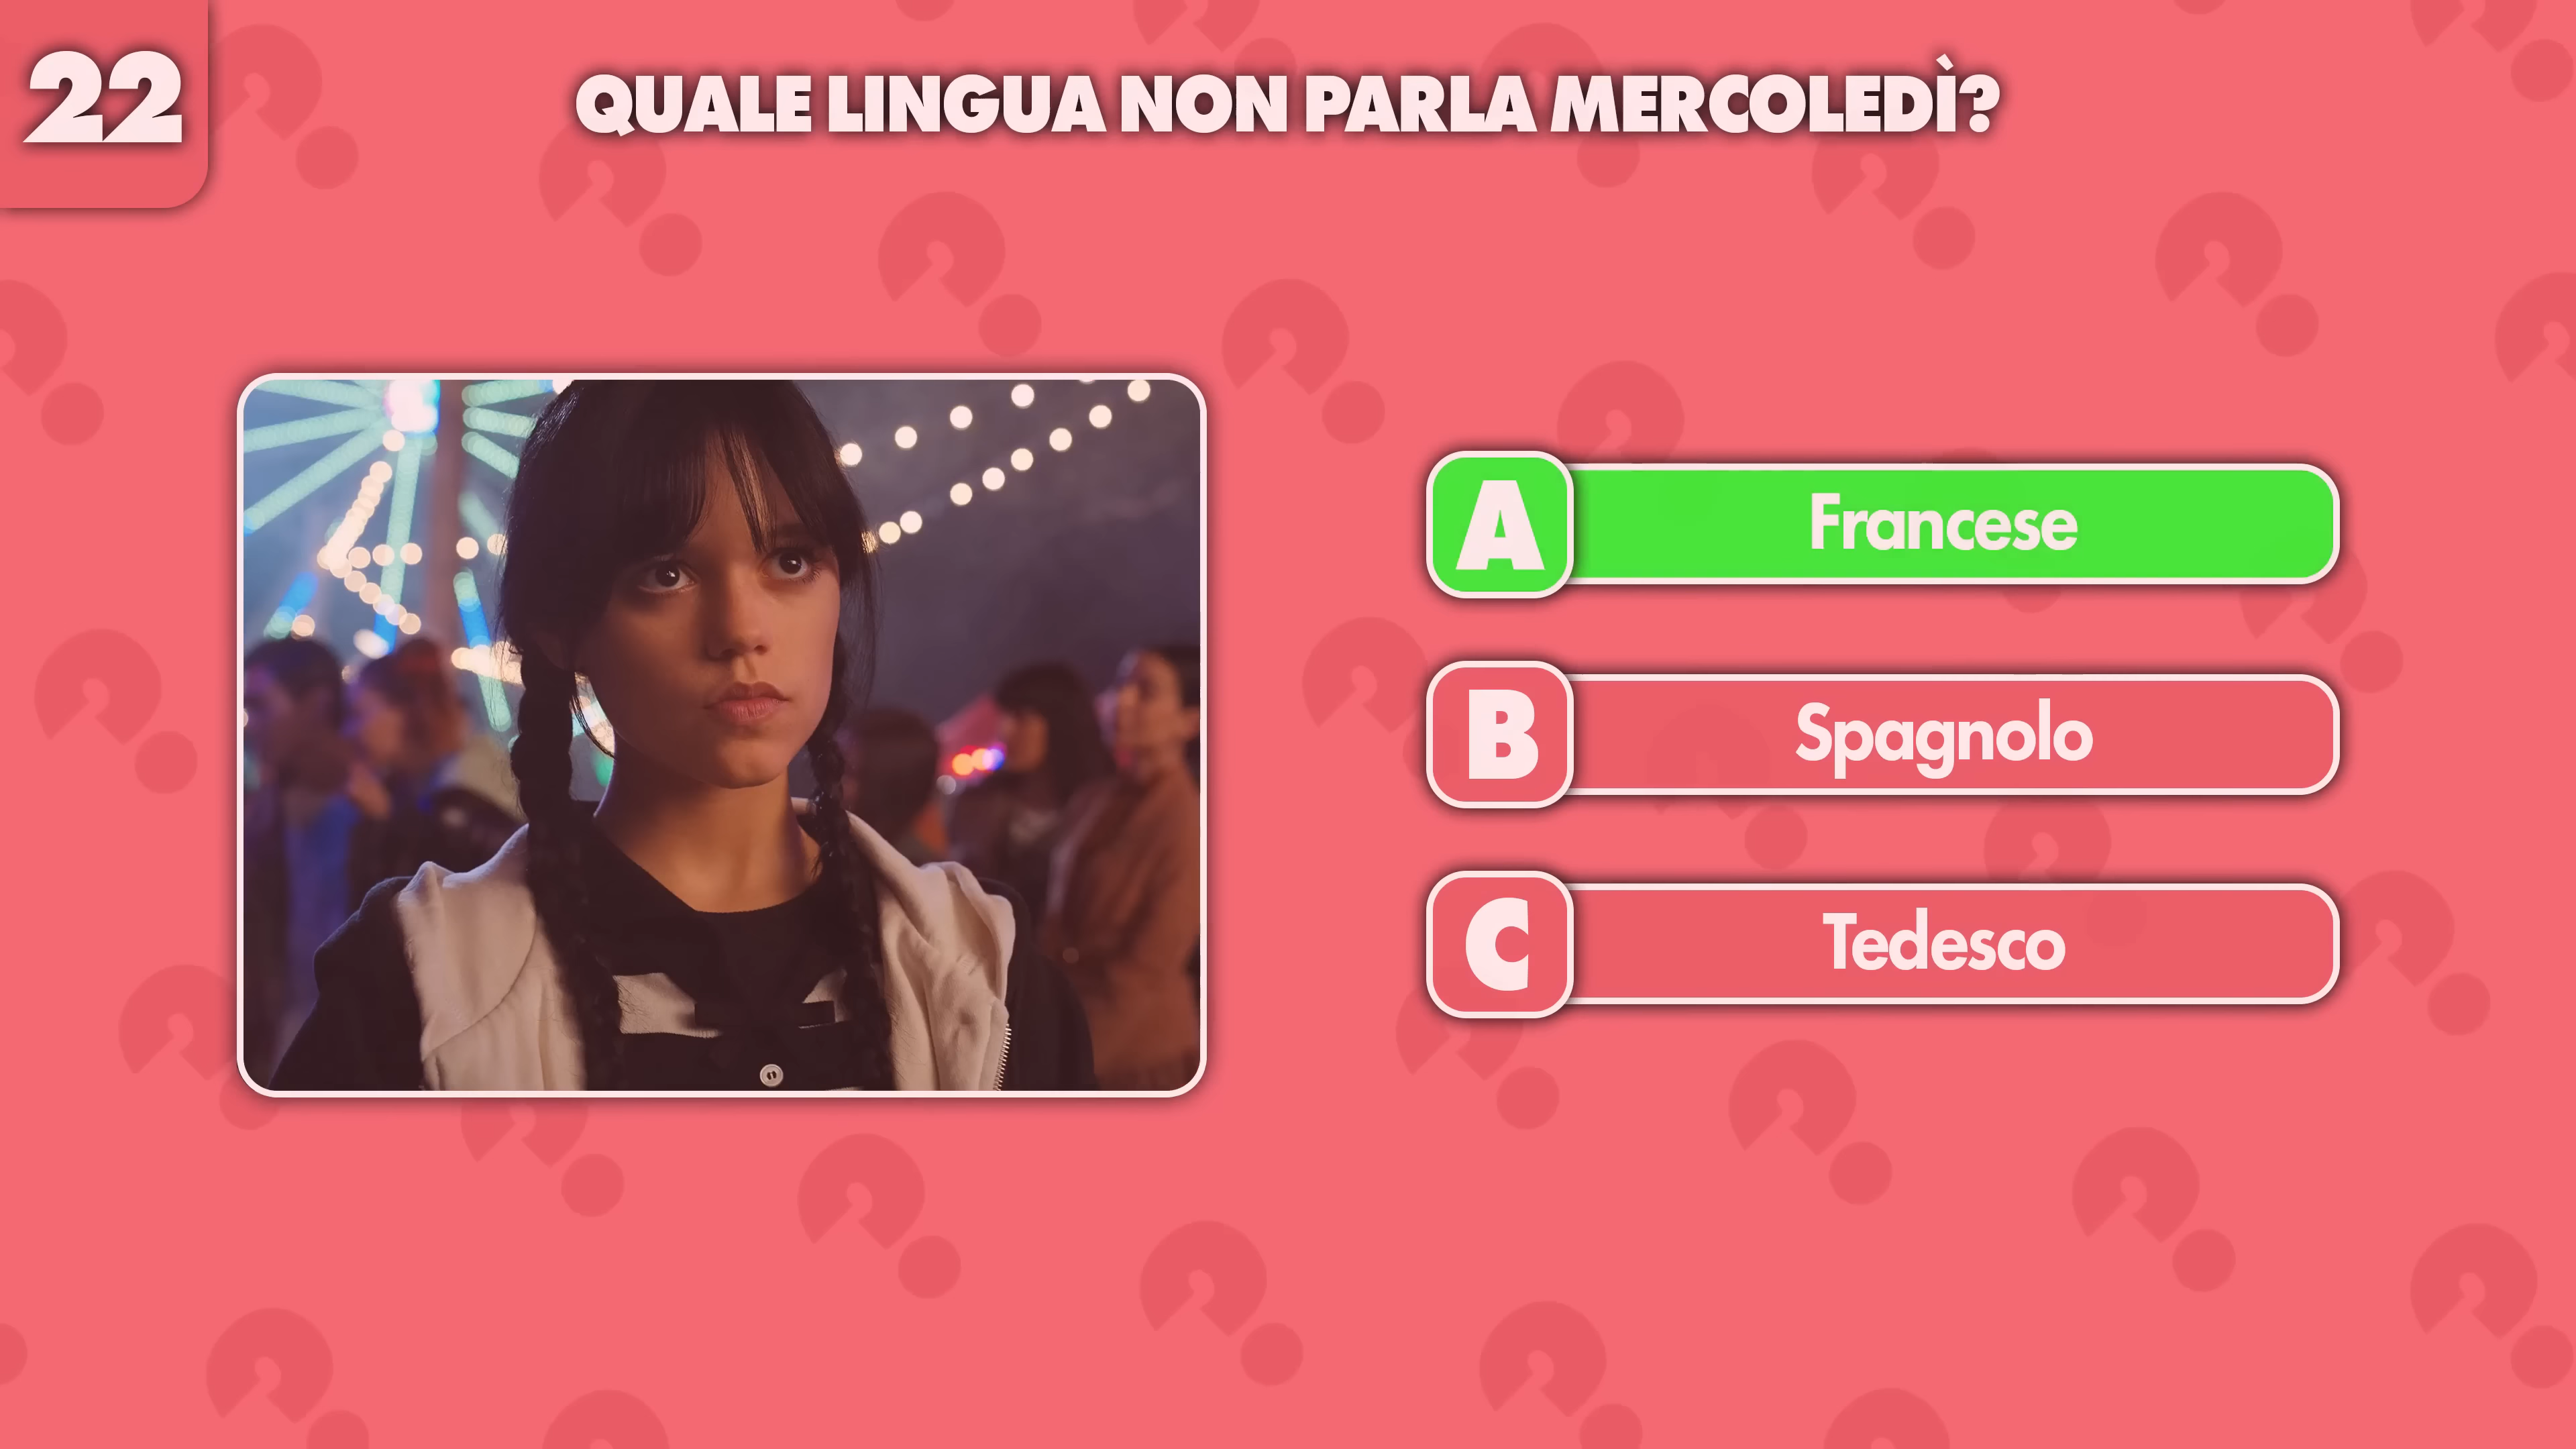 22
QUALE LINGUA NON PARLA MERCOLEDÌ?
A
Francese
B
Spagnolo
C
Tedesco